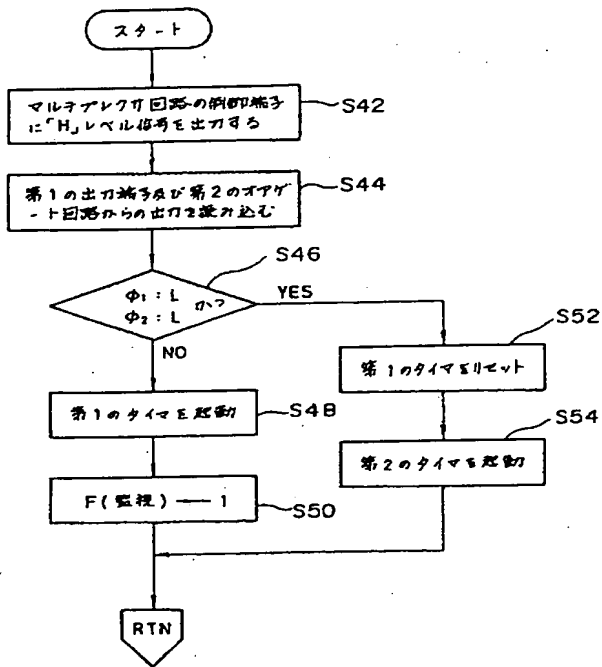 スタート
マルチプレクサ回路の制御端子
に「H」レベル信号を出力する
S42
第1の出力端子及び第2のオアゲ
ート回路からの出力を読み込む
S44
S46
φ1 : L かつ
φ2 : L
YES
NO
S52
第1のタイマをリセット
第1のタイマを起動
S48
S54
第2のタイマを起動
F(監視) ← 1
S50
RTN